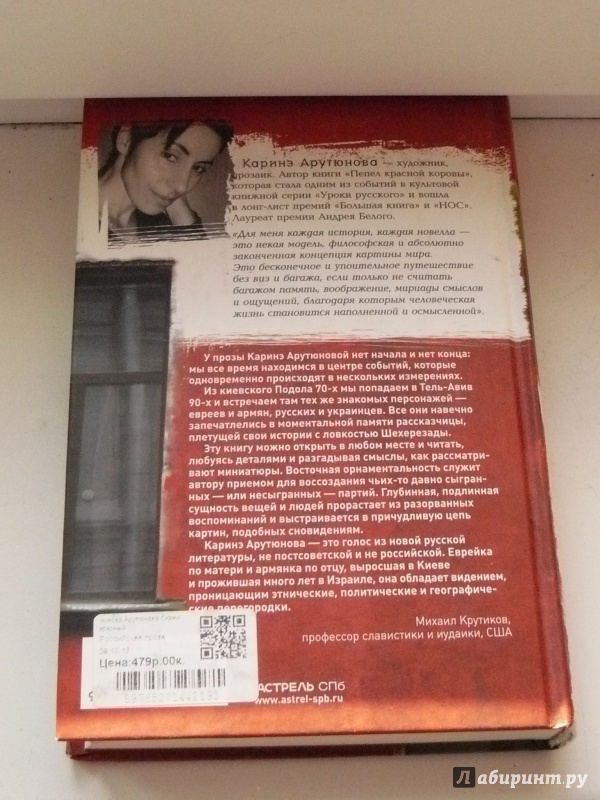 Каринэ Арутюнова — художник,
прозаик. Автор книги «Пепел красной коровы»,
которая стала одним из событий в культовой
книжной серии «Уроки русского» и вошла
в лонг-лист премий «Большая книга» и «НОС».
Лауреат премии Андрея Белого.
«Для меня каждая история, каждая новелла —
это некая модель, философская и абсолютно
законченная концепция картины мира.
Это бесконечное и упоительное путешествие
без виз и багажа, если только не считать
багажом память, воображение, мириады смыслов
и ощущений, благодаря которым человеческая
жизнь становится наполненной и осмысленной».
У прозы Каринэ Арутюновой нет начала и нет конца:
мы все время находимся в центре событий, которые
одновременно происходят в нескольких измерениях.
Из киевского Подола 70-х мы попадаем в Тель-Авив
90-х и встречаем там тех же знакомых персонажей —
евреев и армян, русских и украинцев. Все они навечно
запечатлелись в моментальной памяти рассказчицы,
плетущей свои истории с ловкостью Шехерезады.
Эту книгу можно открыть в любом месте и читать,
любуясь деталями и разгадывая смыслы, как рассматри-
вают миниатюры. Восточная орнаментальность служит
автору приемом для воссоздания чьих-то давно сыгран-
ных — или несыгранных — партий. Глубинная, подлинная
сущность вещей и людей прорастает из разорванных
воспоминаний и выстраивается в причудливую цепь
картин, подобных сновидениям.
Каринэ Арутюнова — это голос из новой русской
литературы, не постсоветской и не российской. Еврейка
по матери и армянка по отцу, выросшая в Киеве
и прожившая много лет в Израиле, она обладает видением,
проницающим этнические, политические и географиче-
ские перегородки.
Михаил Крутиков,
профессор славистики и иудаики, США
Арутюнова Скажи
красный
Российская проза
Цена:479р.00к.
9
АСТРЕЛЬ СПб
www.astrel-spb.ru
Лабиринт.ру